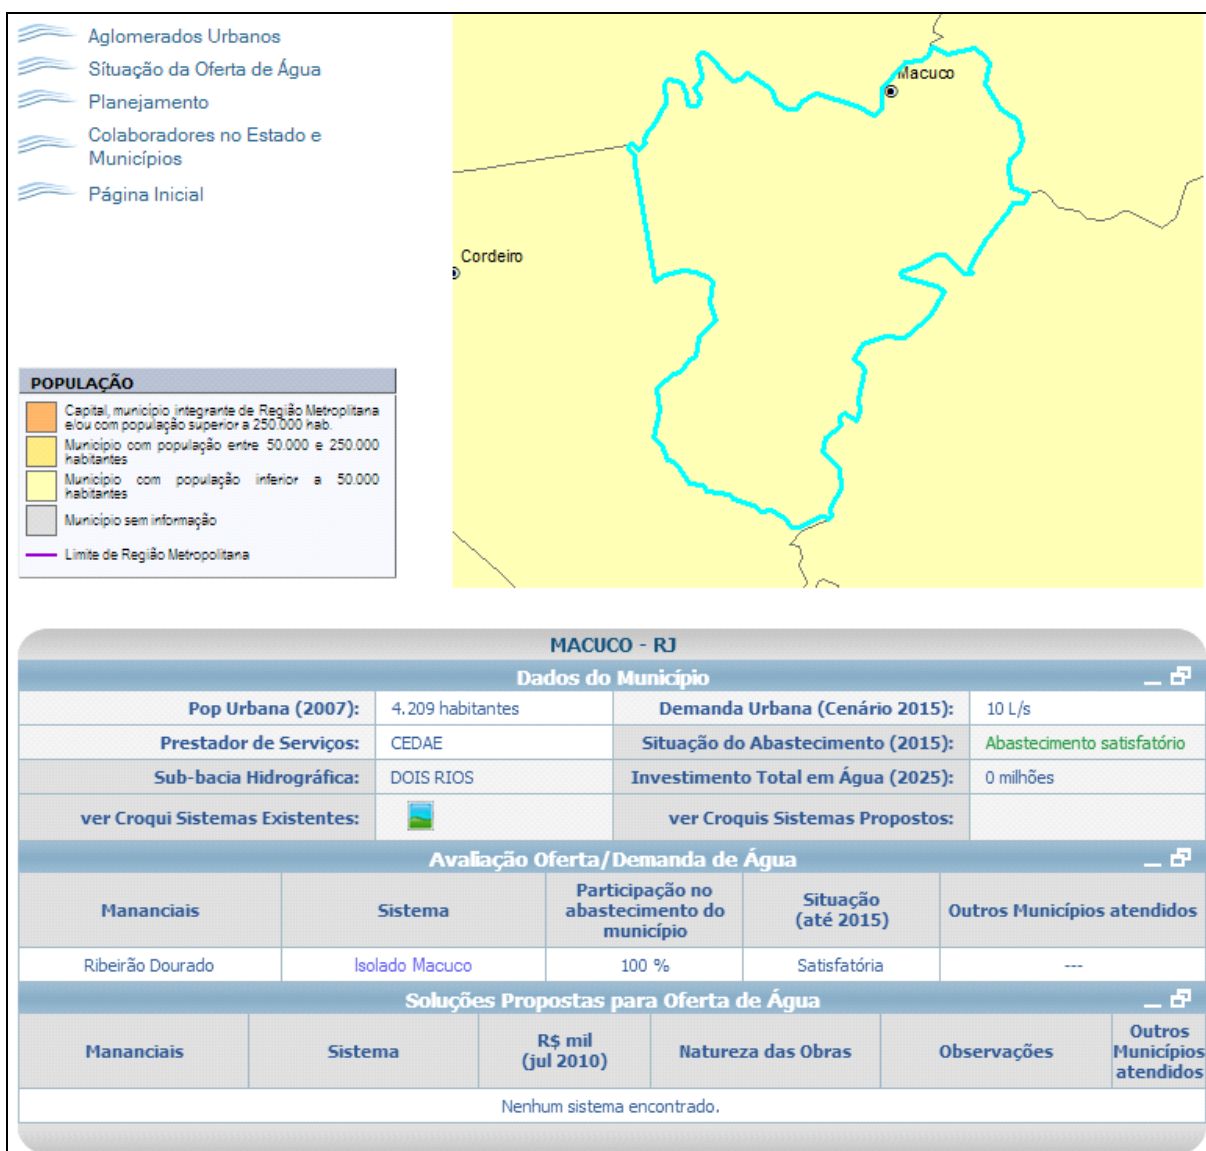 Aglomerados Urbanos
Sítuação da Oferta de Água
Planejamento
Colaboradores no Estado e
Municípios
Página Inicial
Macuco
Cordeiro
POPULAÇÃO
Capital, município integrante de Região Metroplitana
e/ou com população superior a 250.000 hab.
Município com população entre 50.000 e 250.000
habitantes
Município com população inferior a 50.000
habitantes
Município sem informação
Limite de Região Metropolitana
MACUCO - RJ
Dados do Município
Pop Urbana (2007): 4.209 habitantes Demanda Urbana (Cenário 2015): 10 L/s
Prestador de Serviços: CEDAE Situação do Abastecimento (2015): Abastecimento satisfatório
Sub-bacia Hidrográfica: DOIS RIOS Investimento Total em Água (2025): 0 milhões
ver Croqui Sistemas Existentes: ver Croquis Sistemas Propostos:
Avaliação Oferta/Demanda de Água
Mananciais
Sistema
Participação no
abastecimento do
município
Situação
(até 2015)
Outros Municípios atendidos
Ribeirão Dourado Isolado Macuco 100 % Satisfatória ---
Soluções Propostas para Oferta de Água
Mananciais
Sistema
R$ mil
(jul 2010)
Natureza das Obras
Observações
Outros
Municípios
atendidos
Nenhum sistema encontrado.